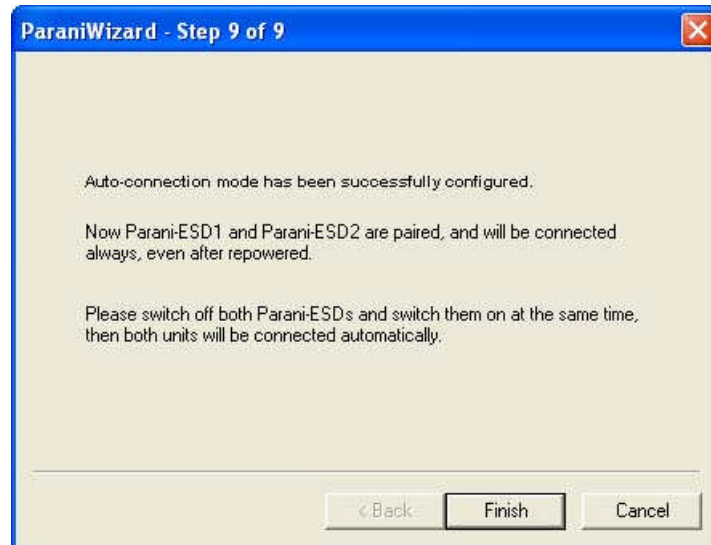 ParaniWizard - Step 9 of 9
Auto-connection mode has been successfully configured.
Now Parani-ESD1 and Parani-ESD2 are paired, and will be connected
always, even after repowered.
Please switch off both Parani-ESDs and switch them on at the same time,
then both units will be connected automatically.
< Back
Finish
Cancel